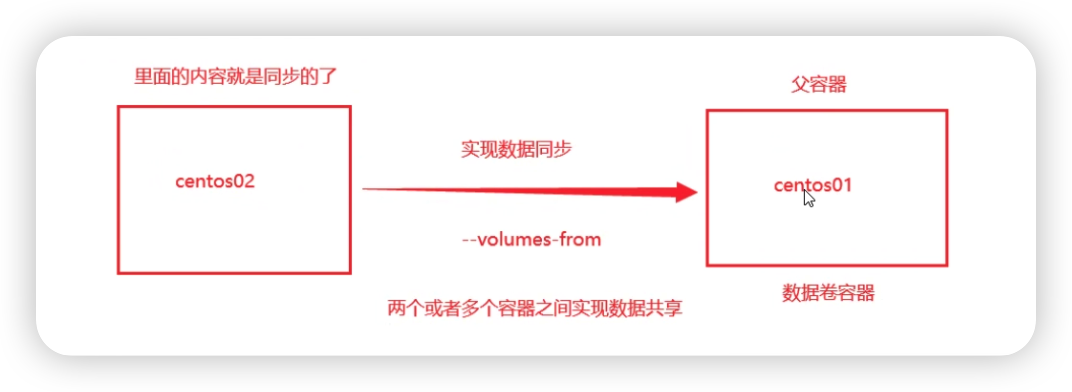 里面的内容就是同步的了
父容器
实现数据同步
centos02
centos01
--volumes-from
数据卷容器
两个或者多个容器之间实现数据共享